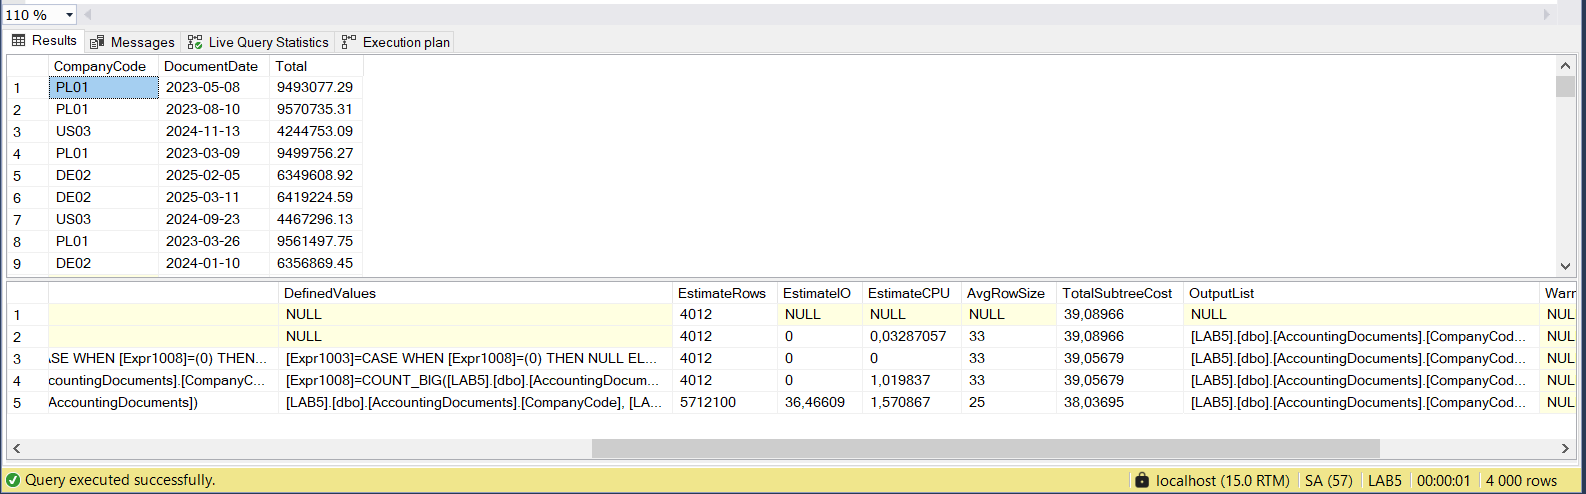 110 %
Results Messages Live Query Statistics Execution plan
CompanyCode DocumentDate Total
1 PL01 2023-05-08 9493077.29
2 PL01 2023-08-10 9570735.31
3 US03 2024-11-13 4244753.09
4 PL01 2023-03-09 9499756.27
5 DE02 2025-02-05 6349608.92
6 DE02 2025-03-11 6419224.59
7 US03 2024-09-23 4467296.13
8 PL01 2023-03-26 9561497.75
9 DE02 2024-01-10 6356869.45
DefinedValues EstimateRows EstimateIO EstimateCPU AvgRowSize TotalSubtreeCost OutputList Warr
1 NULL 4012 NULL NULL NULL 39,08966 NULL NUL
2 NULL 4012 0 0,03287057 33 39,08966 [LAB5].[dbo].[AccountingDocuments].[CompanyCod... NUL
3 ASE WHEN [Expr1008]=(0) THEN... [Expr1003]=CASE WHEN [Expr1008]=(0) THEN NULL EL... 4012 0 0 33 39,05679 [LAB5].[dbo].[AccountingDocuments].[CompanyCod... NUL
4 ccountingDocuments].[CompanyC... [Expr1008]=COUNT_BIG([LAB5].[dbo].[AccountingDocum... 4012 0 1,019837 33 39,05679 [LAB5].[dbo].[AccountingDocuments].[CompanyCod... NUL
5 AccountingDocuments]) [LAB5].[dbo].[AccountingDocuments].[CompanyCode], [LA... 5712100 36,46609 1,570867 25 38,03695 [LAB5].[dbo].[AccountingDocuments].[CompanyCod... NUL
Query executed successfully. localhost (15.0 RTM) SA (57) LAB5 00:00:01 4 000 rows